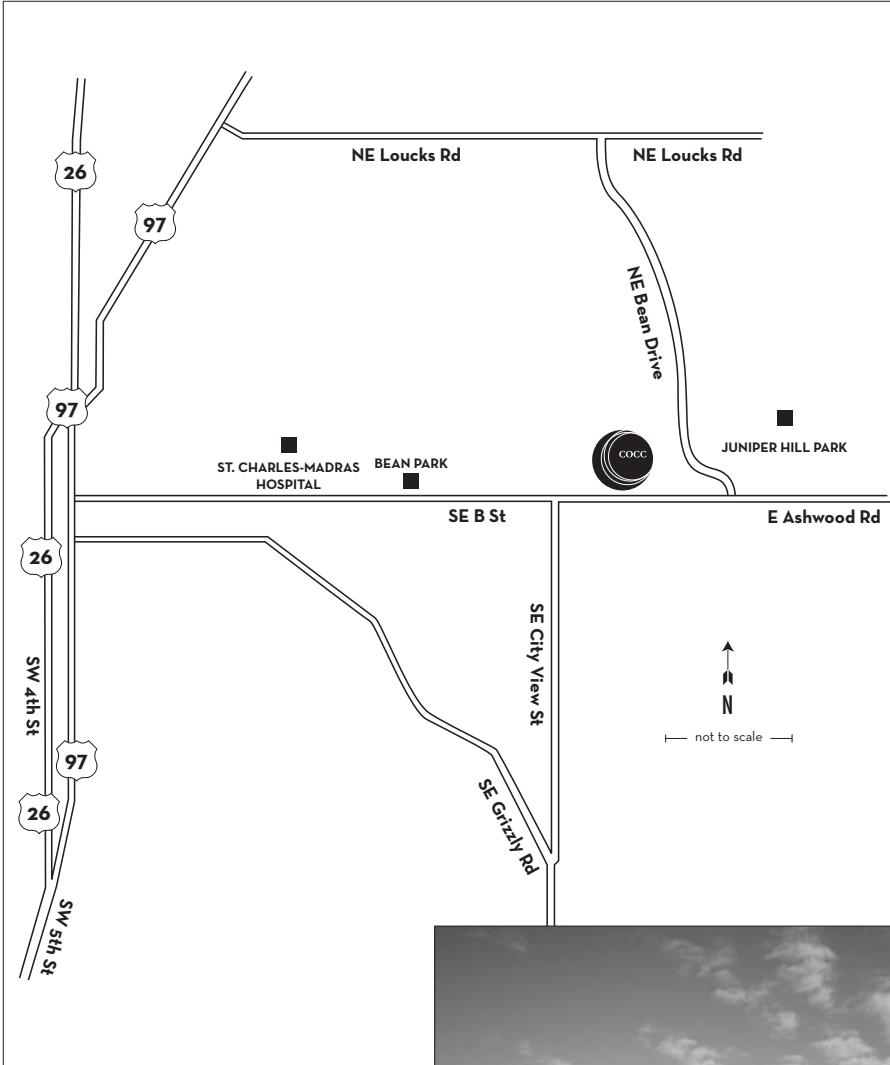 NE Loucks Rd
NE Loucks Rd
26
97
NE Bean Drive
97
ST. CHARLES-MADRAS
HOSPITAL
BEAN PARK
COCC
JUNIPER HILL PARK
SE B St
E Ashwood Rd
26
SW 4th St
SE City View St
N
not to scale
97
26
SE Grizzly Rd
SW 5th St